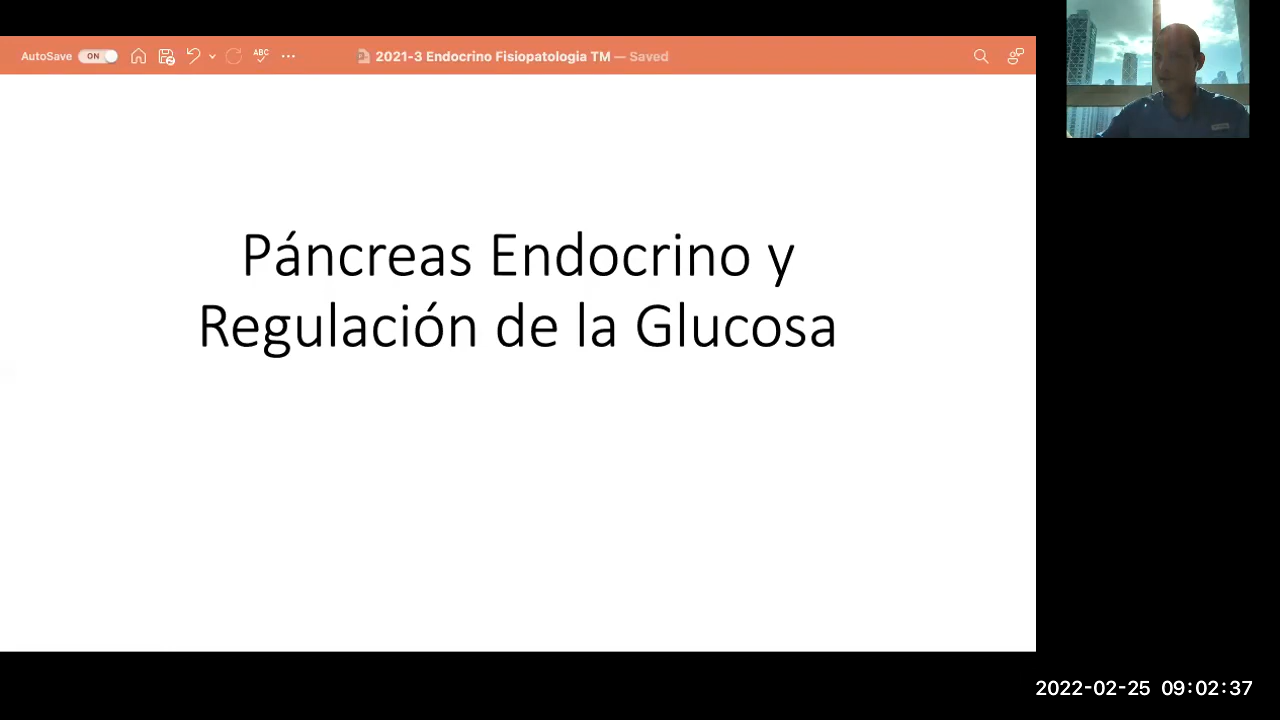 AutoSave ON ABC 2021-3 Endocrino Fisiopatologia TM — Saved
Páncreas Endocrino y
Regulación de la Glucosa
2022-02-25 09:02:37